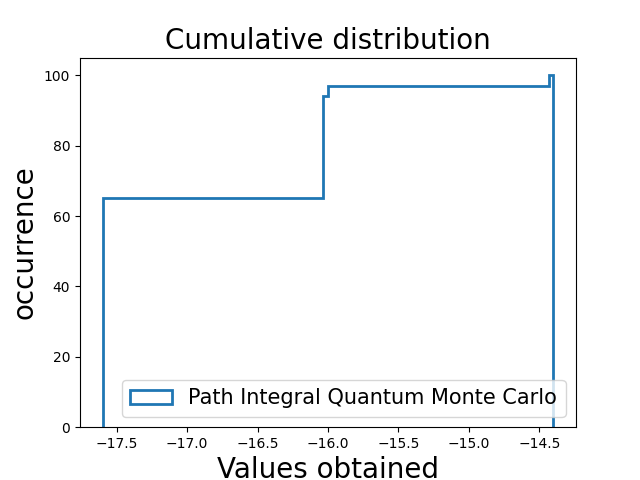 Cumulative distribution
occurrence
100
80
60
40
20
0
Path Integral Quantum Monte Carlo
−17.5 −17.0 −16.5 −16.0 −15.5 −15.0 −14.5
Values obtained